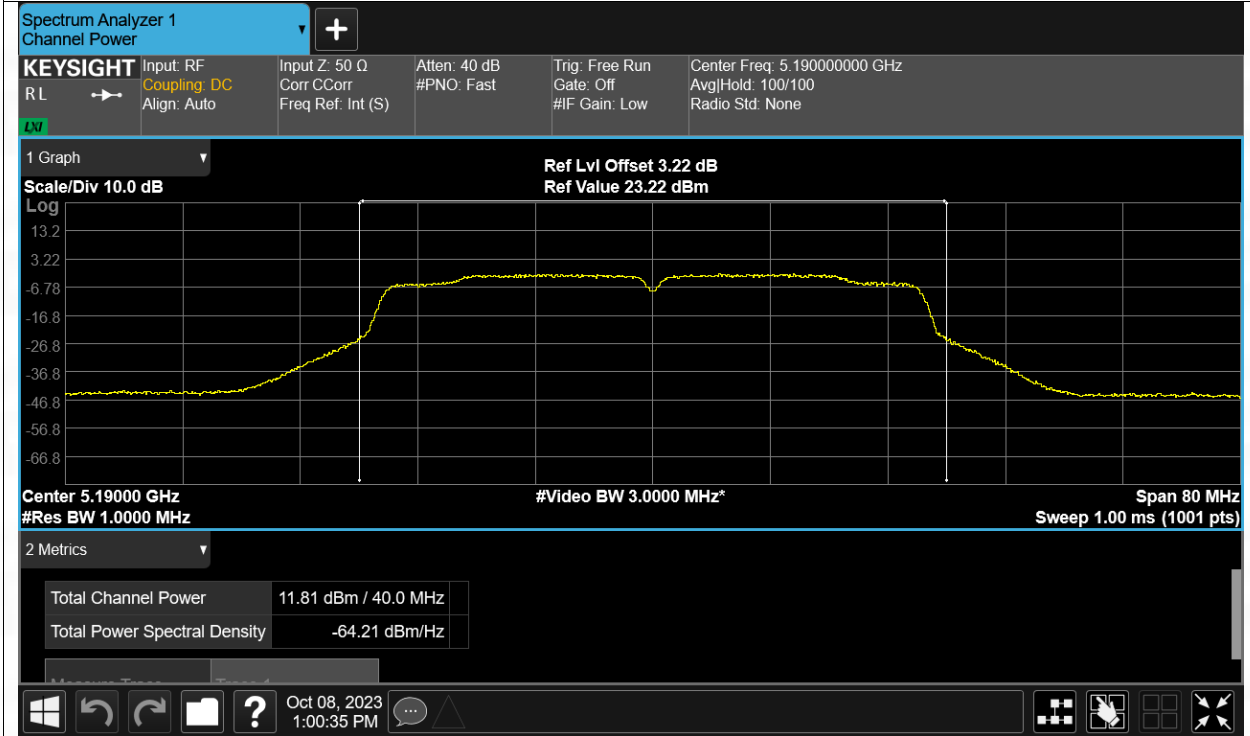 Spectrum Analyzer 1
Channel Power
▼
+
KEYSIGHT
R L
LXI
Input: RF
Coupling: DC
Align: Auto
Input Z: 50 Ω
Corr CCorr
Freq Ref: Int (S)
Atten: 40 dB
#PNO: Fast
Trig: Free Run
Gate: Off
#IF Gain: Low
Center Freq: 5.190000000 GHz
Avg|Hold: 100/100
Radio Std: None
1 Graph
Scale/Div 10.0 dB
Ref Lvl Offset 3.22 dB
Ref Value 23.22 dBm
Log
13.2
3.22
-6.78
-16.8
-26.8
-36.8
-46.8
-56.8
-66.8
Center 5.19000 GHz
#Res BW 1.0000 MHz
#Video BW 3.0000 MHz*
Span 80 MHz
Sweep 1.00 ms (1001 pts)
2 Metrics
Total Channel Power 11.81 dBm / 40.0 MHz
Total Power Spectral Density -64.21 dBm/Hz
?
Oct 08, 2023
1:00:35 PM